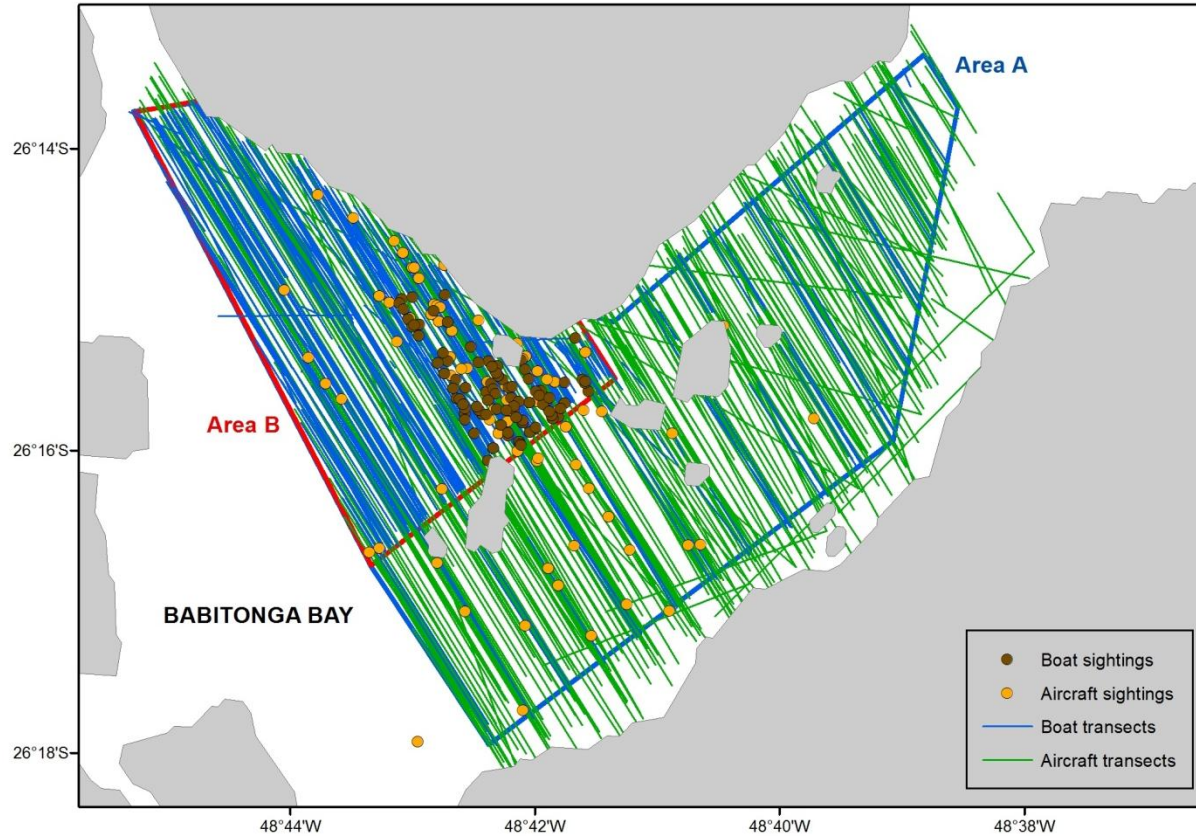 Area A
26°14'S
Area B
26°16'S
BABITONGA BAY
Boat sightings
Aircraft sightings
Boat transects
Aircraft transects
26°18'S
48°44'W
48°42'W
48°40'W
48°38'W